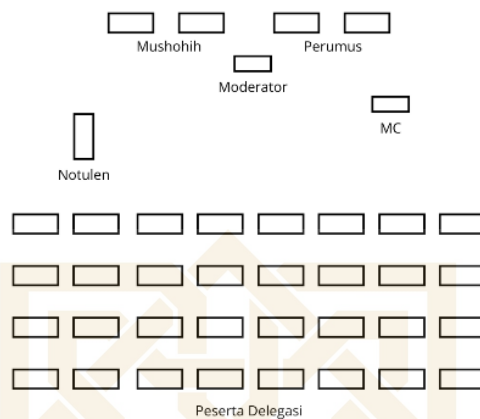 Mushohih Perumus
Moderator
MC
Notulen
Peserta Delegasi